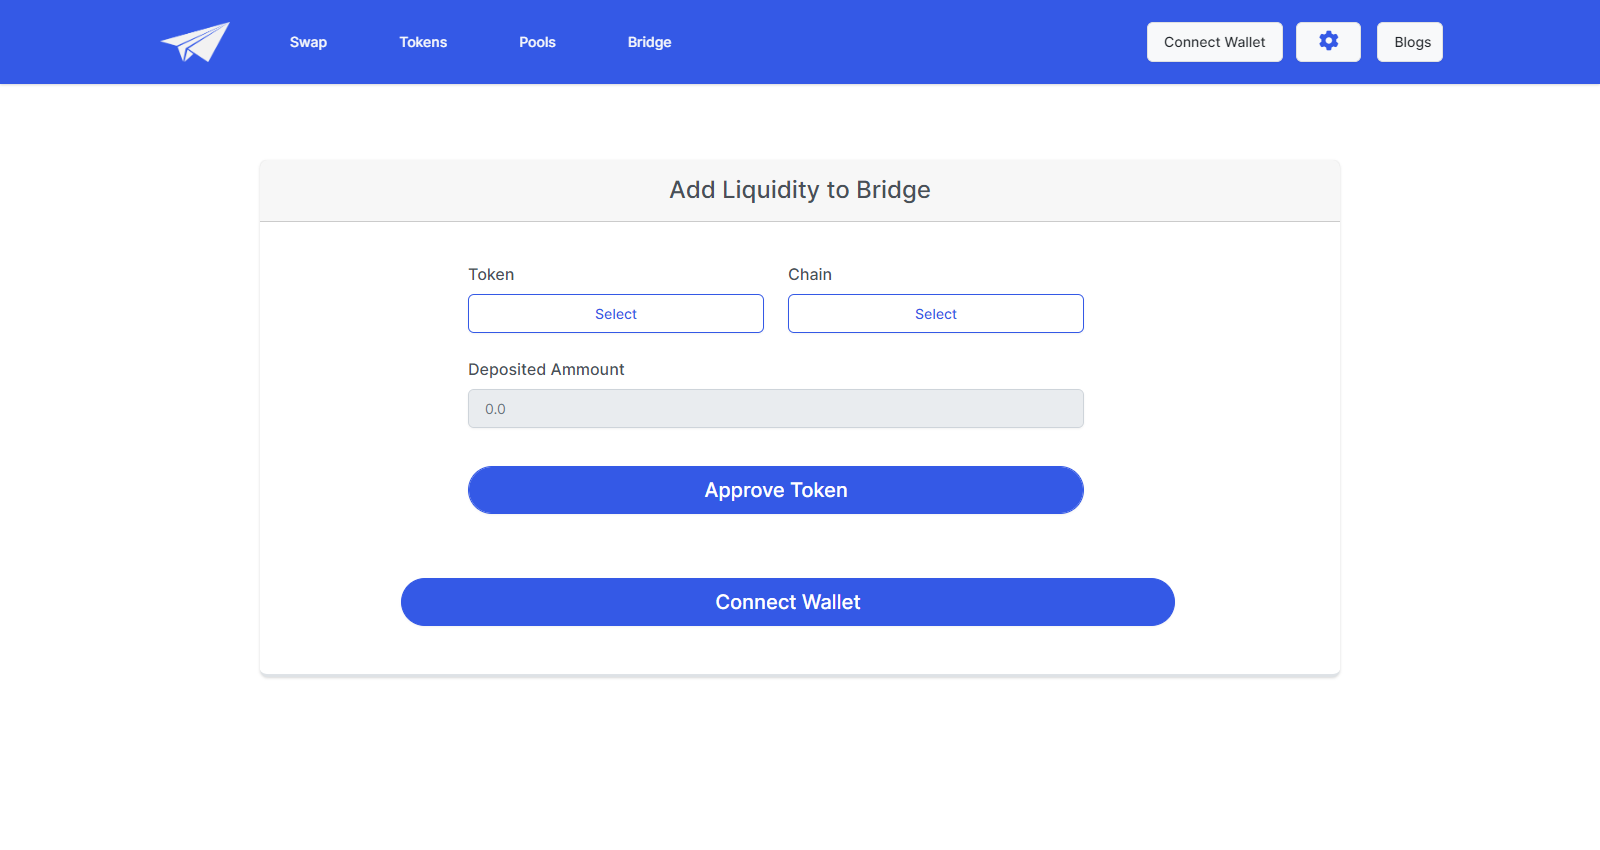 Swap Tokens Pools Bridge Connect Wallet Blogs
Add Liquidity to Bridge
Token Chain
Select Select
Deposited Ammount
0.0
Approve Token
Connect Wallet